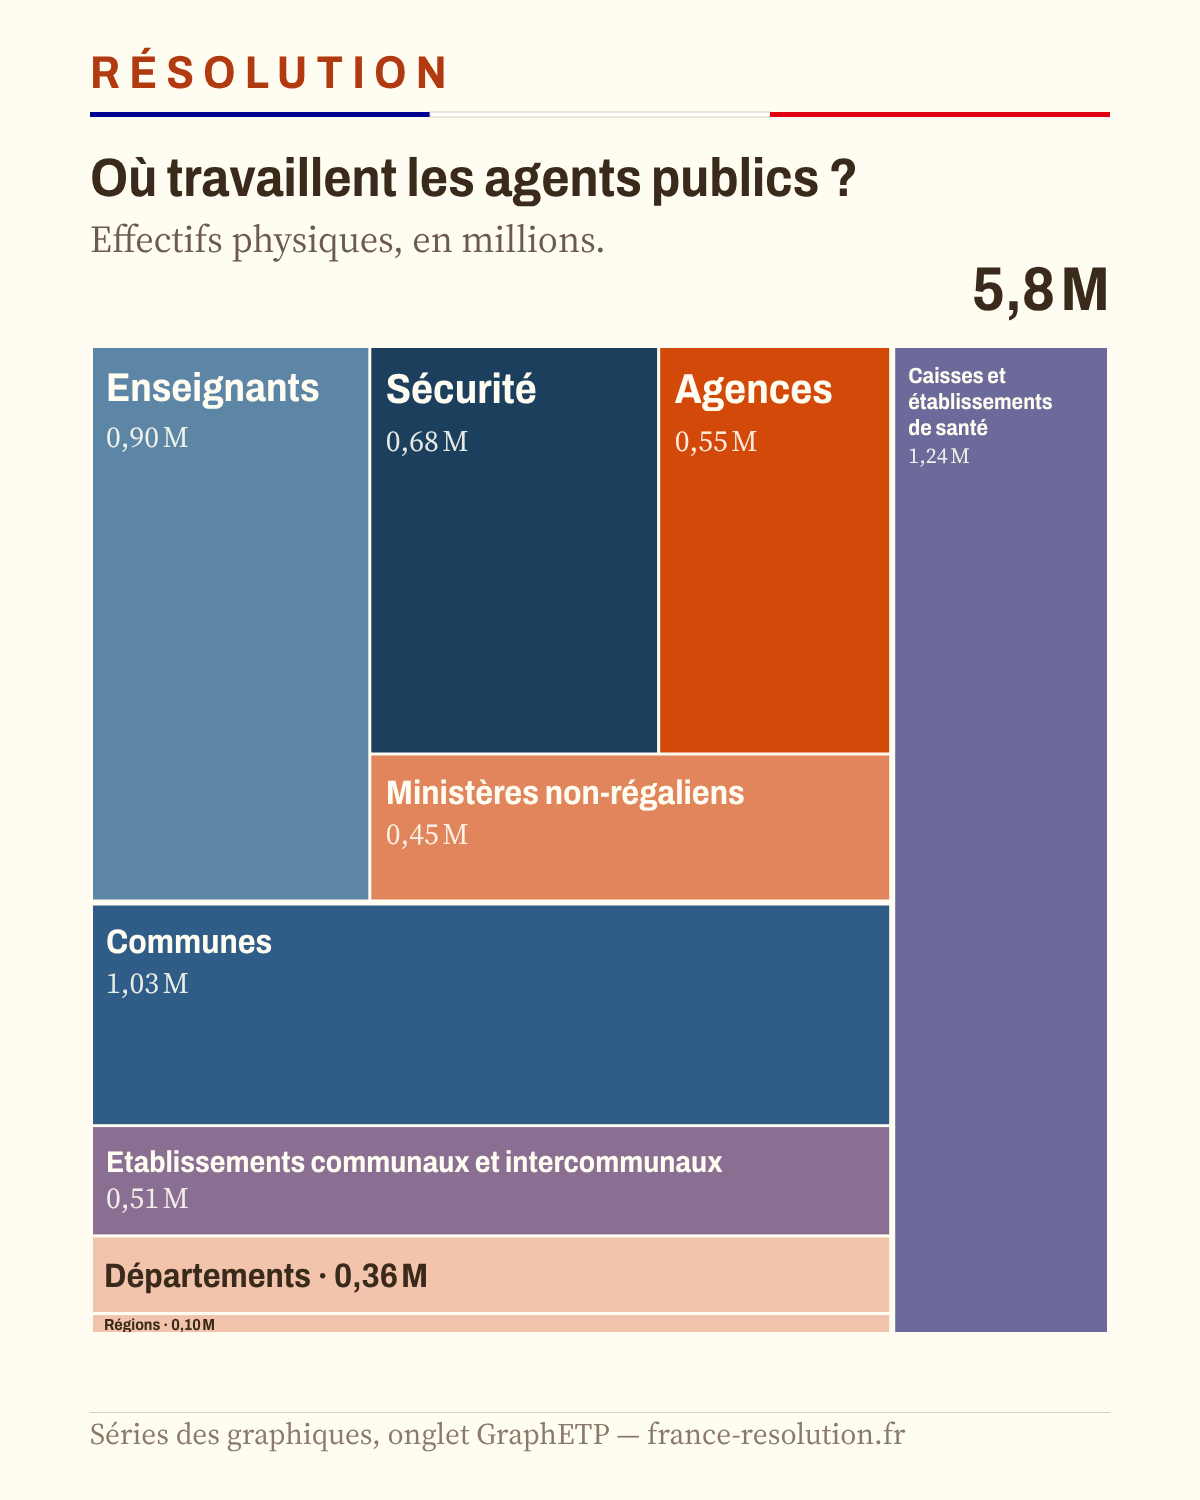 RÉSOLUTION
Où travaillent les agents publics ?
Effectifs physiques, en millions.
5,8 M
Enseignants
0,90 M
Sécurité
0,68 M
Agences
0,55 M
Caisses et
établissements
de santé
1,24 M
Ministères non-régaliens
0,45 M
Communes
1,03 M
Etablissements communaux et intercommunaux
0,51 M
Départements · 0,36 M
Régions · 0,10 M
Séries des graphiques, onglet GraphETP — france-resolution.fr